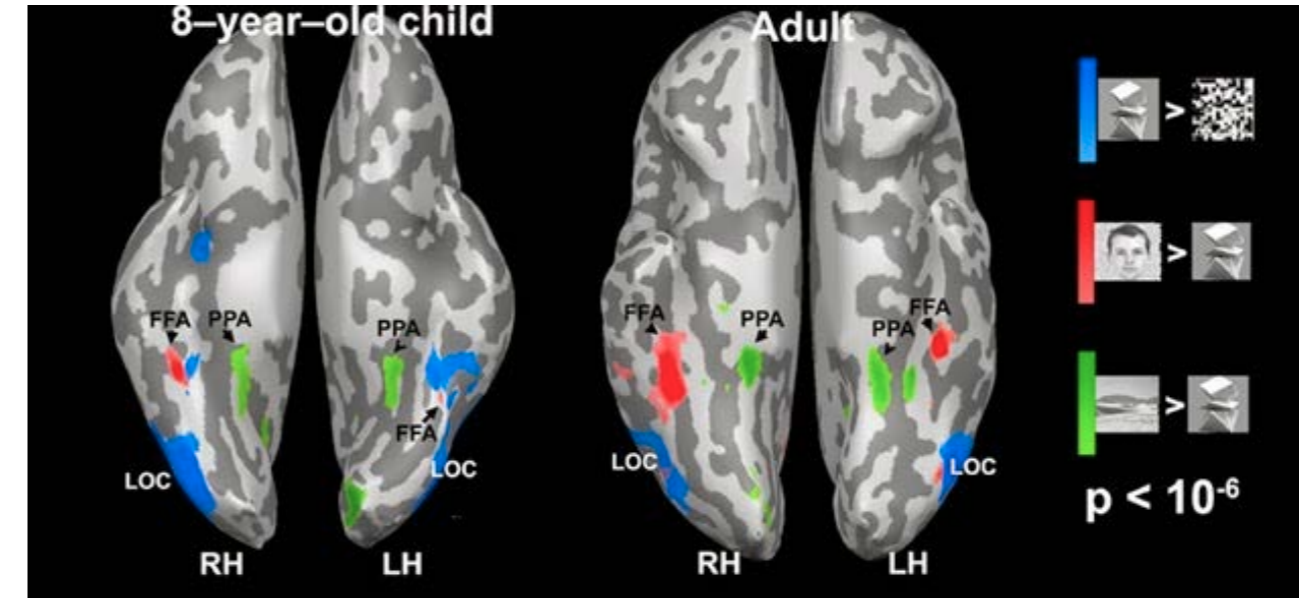 8–year–old child
Adult
FFA
PPA
PPA
FFA
LOC
LOC
RH
LH
FFA
PPA
PPA
FFA
LOC
LOC
RH
LH
>
>
>
p < 10-6